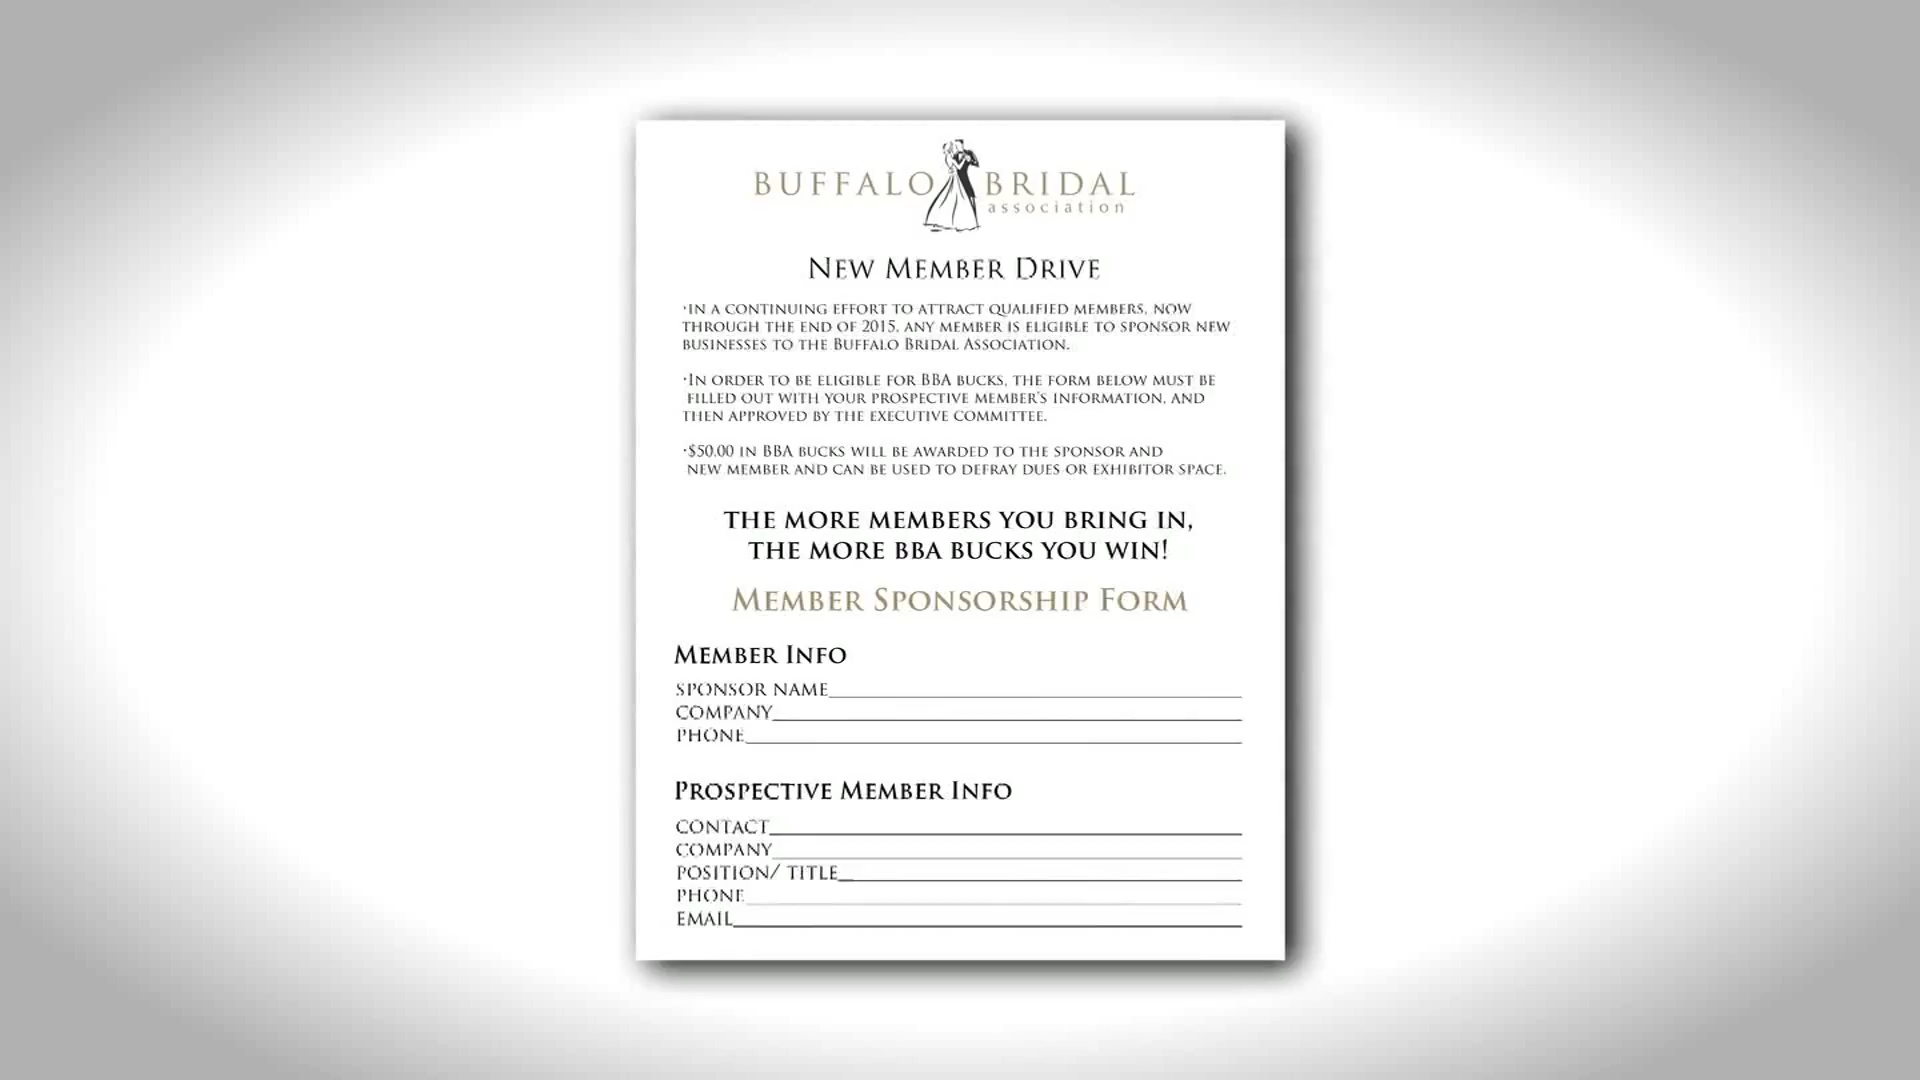 BUFFALO BRIDAL
association
NEW MEMBER DRIVE
·IN A CONTINUING EFFORT TO ATTRACT QUALIFIED MEMBERS, NOW
THROUGH THE END OF 2015, ANY MEMBER IS ELIGIBLE TO SPONSOR NEW
BUSINESSES TO THE BUFFALO BRIDAL ASSOCIATION.
·IN ORDER TO BE ELIGIBLE FOR BBA BUCKS, THE FORM BELOW MUST BE
FILLED OUT WITH YOUR PROSPECTIVE MEMBER'S INFORMATION, AND
THEN APPROVED BY THE EXECUTIVE COMMITTEE.
·$50.00 IN BBA BUCKS WILL BE AWARDED TO THE SPONSOR AND
NEW MEMBER AND CAN BE USED TO DEFRAY DUES OR EXHIBITOR SPACE.
THE MORE MEMBERS YOU BRING IN,
THE MORE BBA BUCKS YOU WIN!
MEMBER SPONSORSHIP FORM
MEMBER INFO
SPONSOR NAME
COMPANY
PHONE
PROSPECTIVE MEMBER INFO
CONTACT
COMPANY
POSITION/ TITLE
PHONE
EMAIL